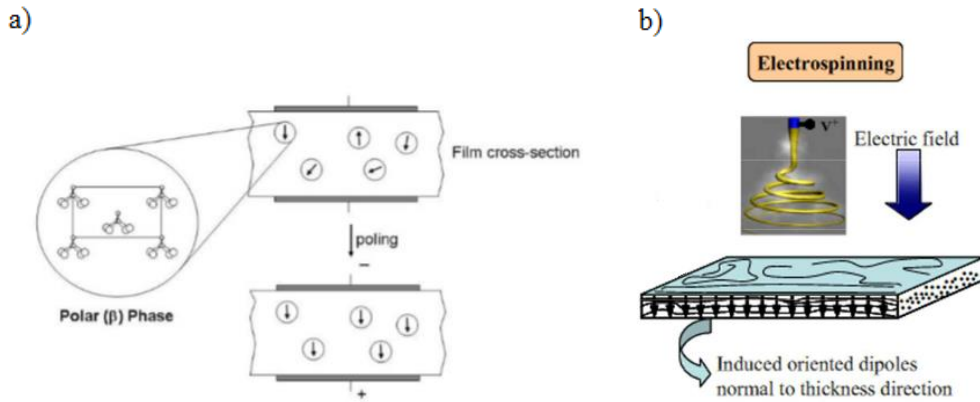 a)
Film cross-section
poling
−
+
Polar (β) Phase
b)
Electrospinning
V+
Electric field
Induced oriented dipoles
normal to thickness direction